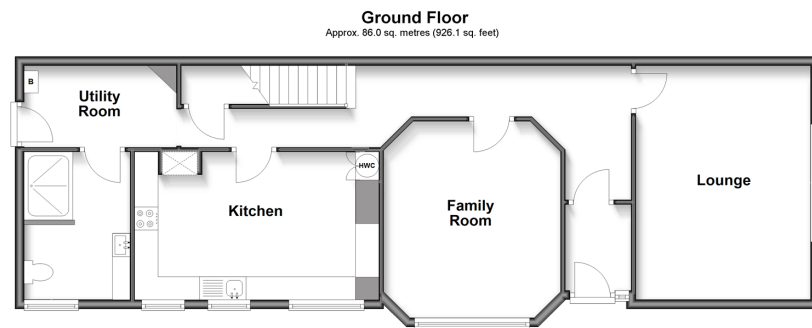 Ground Floor
Approx. 86.0 sq. metres (926.1 sq. feet)
B
Utility
Room
HWC
Kitchen
Family
Room
Lounge